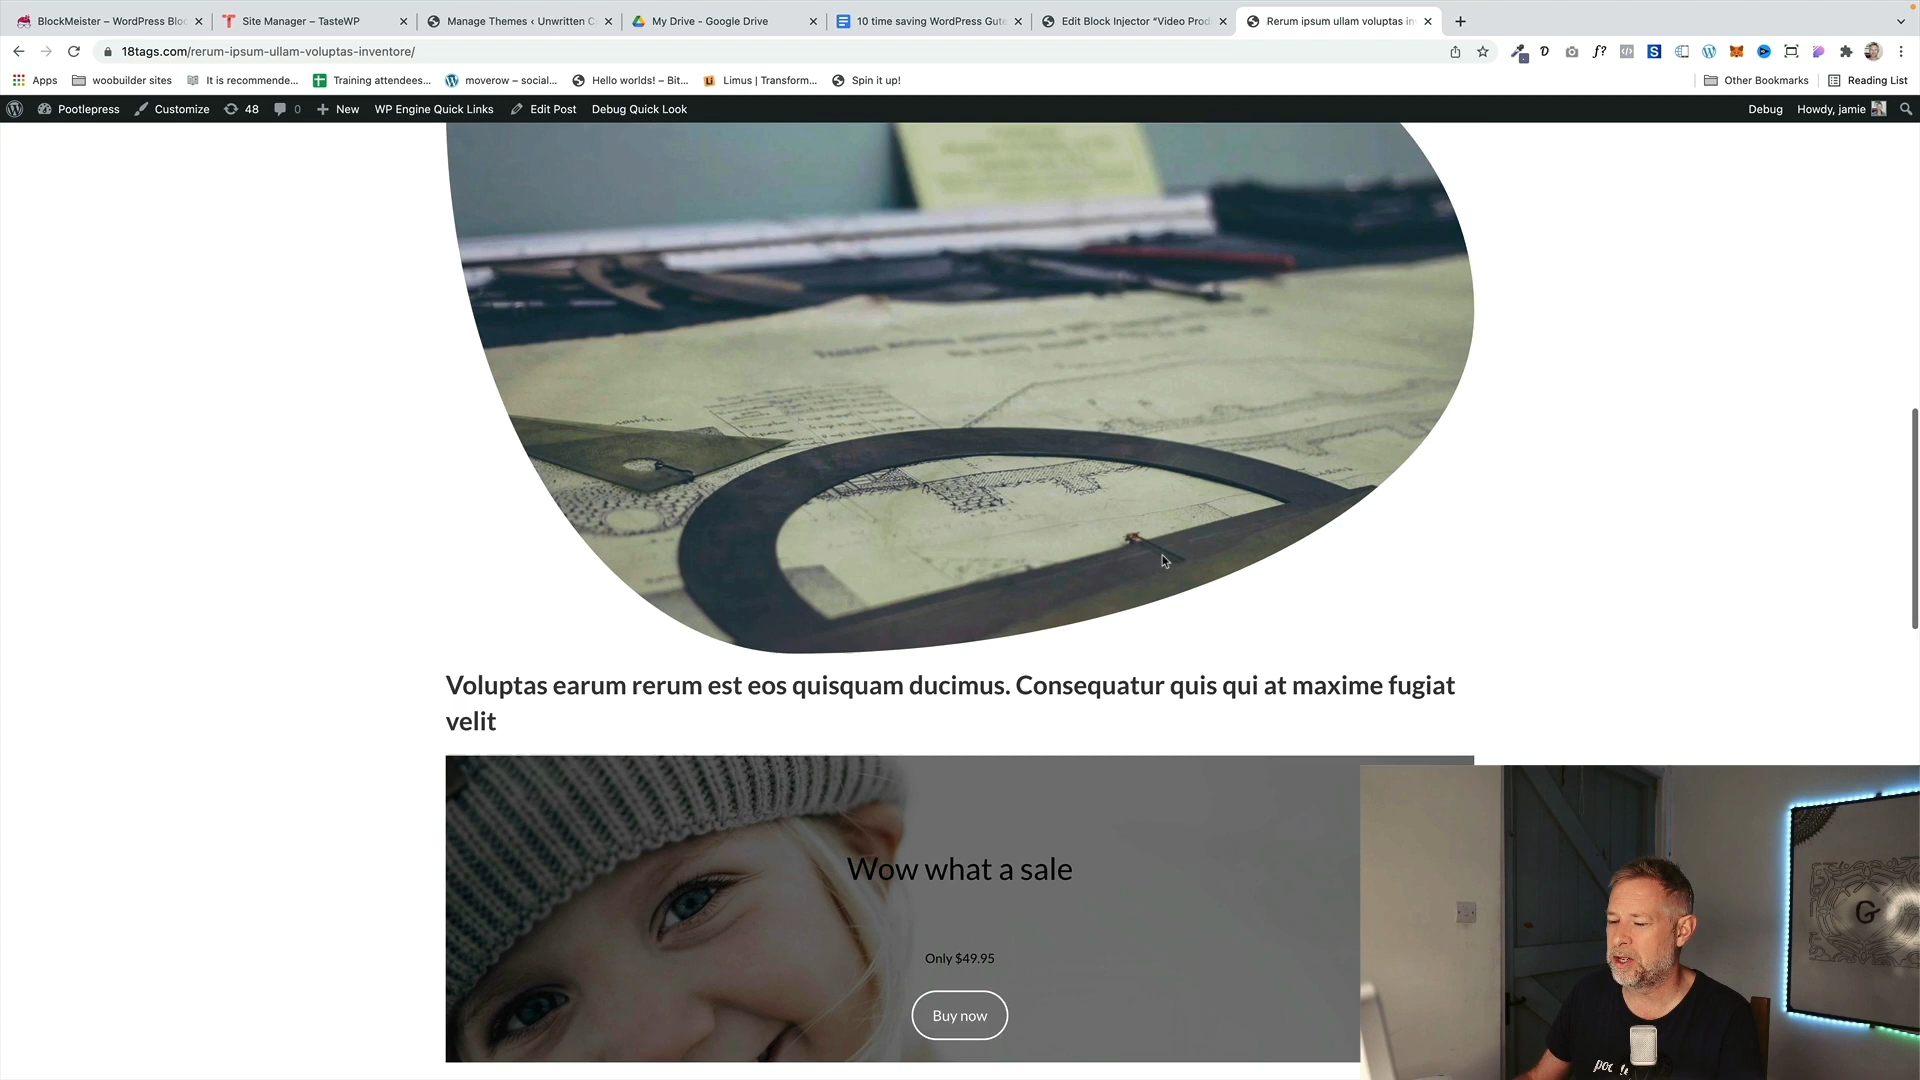 BlockMeister – WordPress Bloc
Site Manager – TasteWP
Manage Themes ‹ Unwritten C
My Drive - Google Drive
10 time saving WordPress Gute
Edit Block Injector “Video Prod
Rerum ipsum ullam voluptas in
18tags.com/rerum-ipsum-ullam-voluptas-inventore/
Apps
woobuilder sites
It is recommende...
Training attendees...
moverow – social...
Hello worlds! – Bit...
Limus | Transform...
Spin it up!
Other Bookmarks
Reading List
Pootlepress
Customize
48
0
New
WP Engine Quick Links
Edit Post
Debug Quick Look
Debug
Howdy, jamie
Voluptas earum rerum est eos quisquam ducimus. Consequatur quis qui at maxime fugiat
velit
Wow what a sale
Only $49.95
Buy now